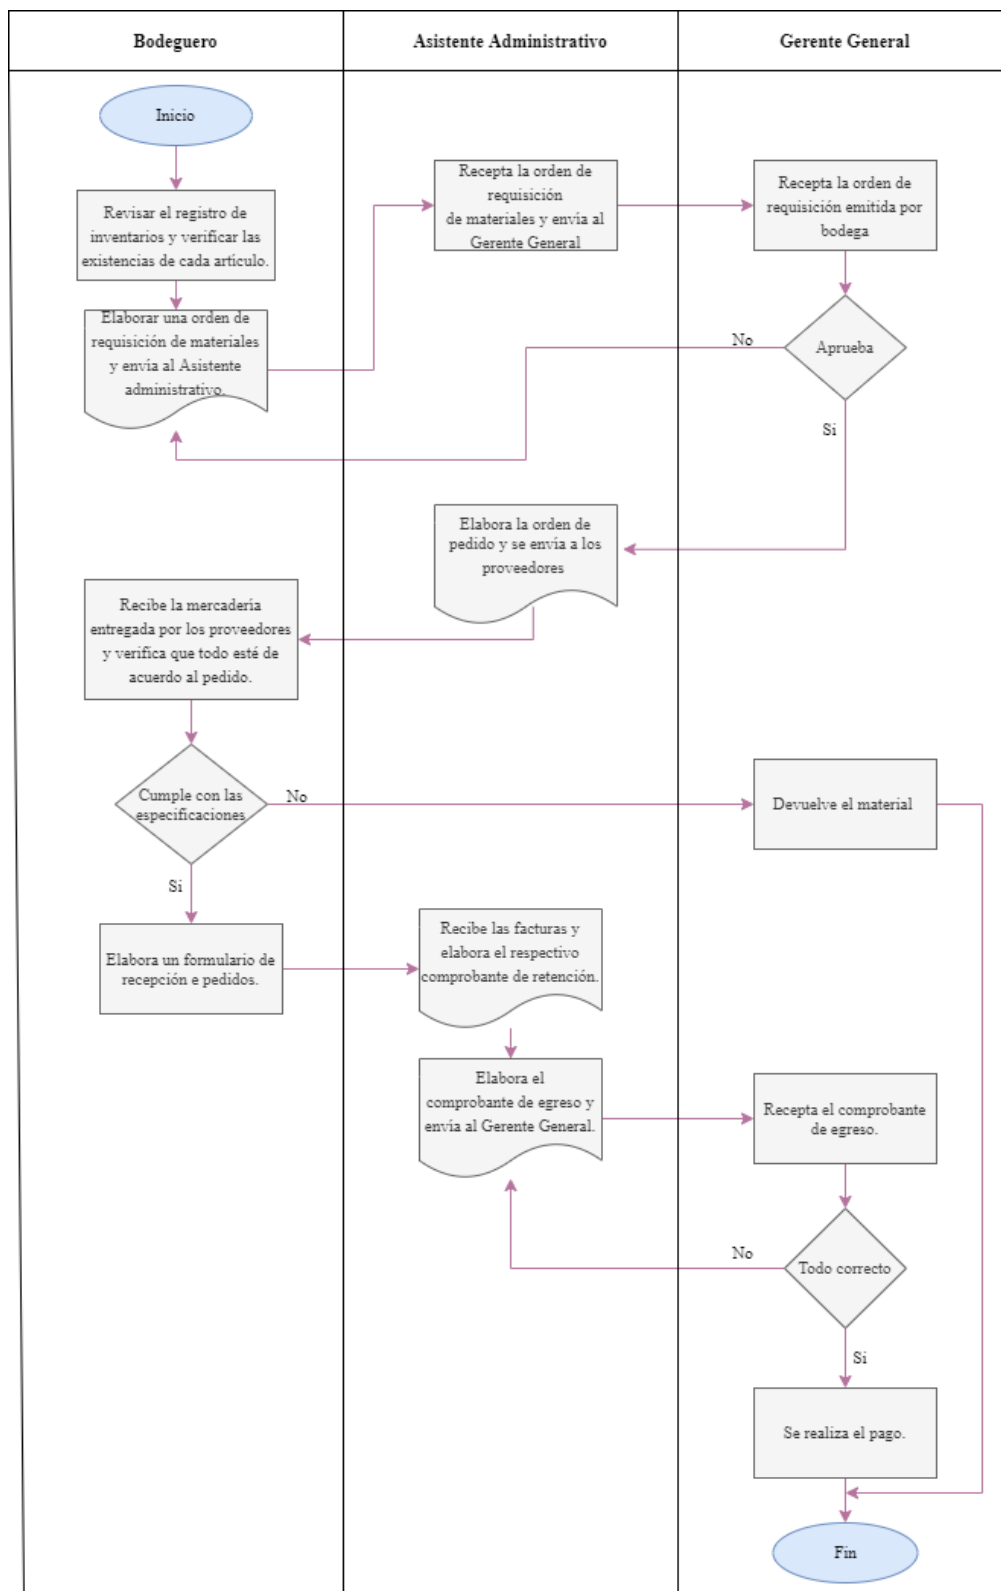 Bodeguero
Asistente Administrativo
Gerente General
Inicio
Revisar el registro de
inventarios y verificar las
existencias de cada artículo.
Elaborar una orden de
requisición de materiales
y envía al Asistente
administrativo.
Recepta la orden de
requisición
de materiales y envía al
Gerente General
Recepta la orden de
requisición emitida por
bodega
Aprueba
No
Si
Elabora la orden de
pedido y se envía a los
proveedores
Recibe la mercadería
entregada por los proveedores
y verifica que todo esté de
acuerdo al pedido.
Cumple con las
especificaciones
No
Devuelve el material
Si
Elabora un formulario de
recepción e pedidos.
Recibe las facturas y
elabora el respectivo
comprobante de retención.
Elabora el
comprobante de egreso y
envía al Gerente General.
Recepta el comprobante
de egreso.
Todo correcto
No
Si
Se realiza el pago.
Fin